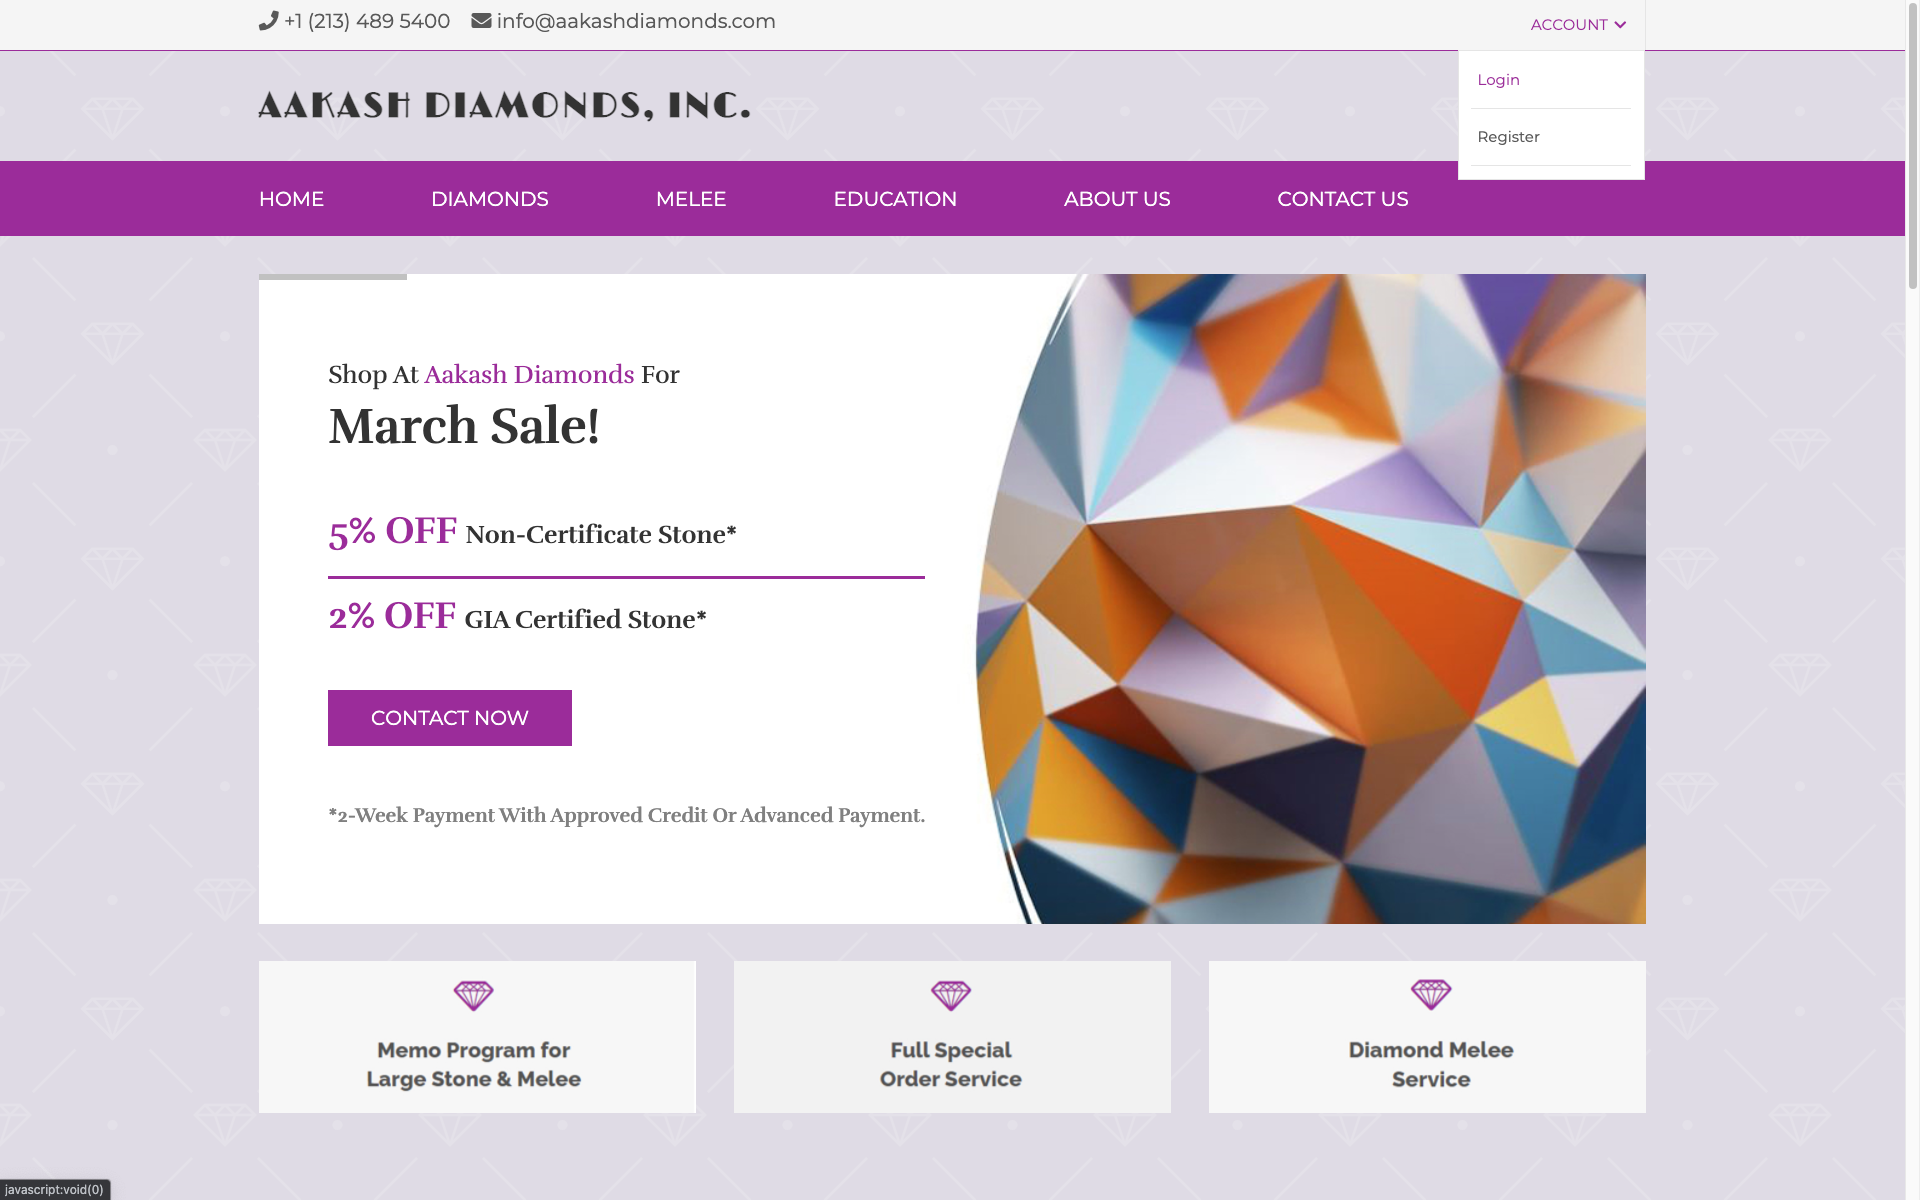 +1 (213) 489 5400 info@aakashdiamonds.com
ACCOUNT
Login
Register
AAKASH DIAMONDS, INC.
HOME DIAMONDS MELEE EDUCATION ABOUT US CONTACT US
Shop At Aakash Diamonds For
March Sale!
5% OFF Non-Certificate Stone*
2% OFF GIA Certified Stone*
CONTACT NOW
*2-Week Payment With Approved Credit Or Advanced Payment.
Memo Program for
Large Stone & Melee
Full Special
Order Service
Diamond Melee
Service
javascript:void(0)